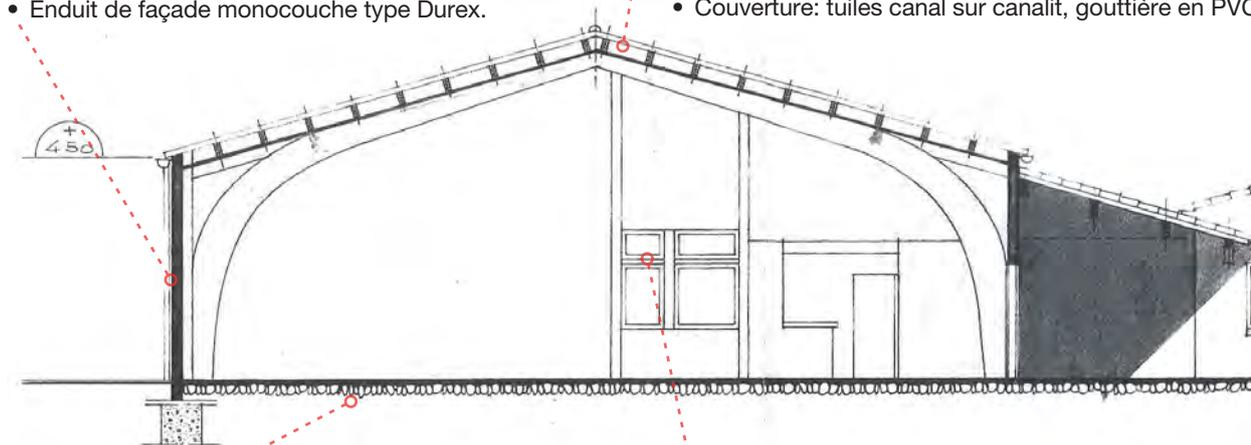 • Enduit de façade monocouche type Durex.
• Couverture: tuiles canal sur canalit, gouttière en PVC
+
450